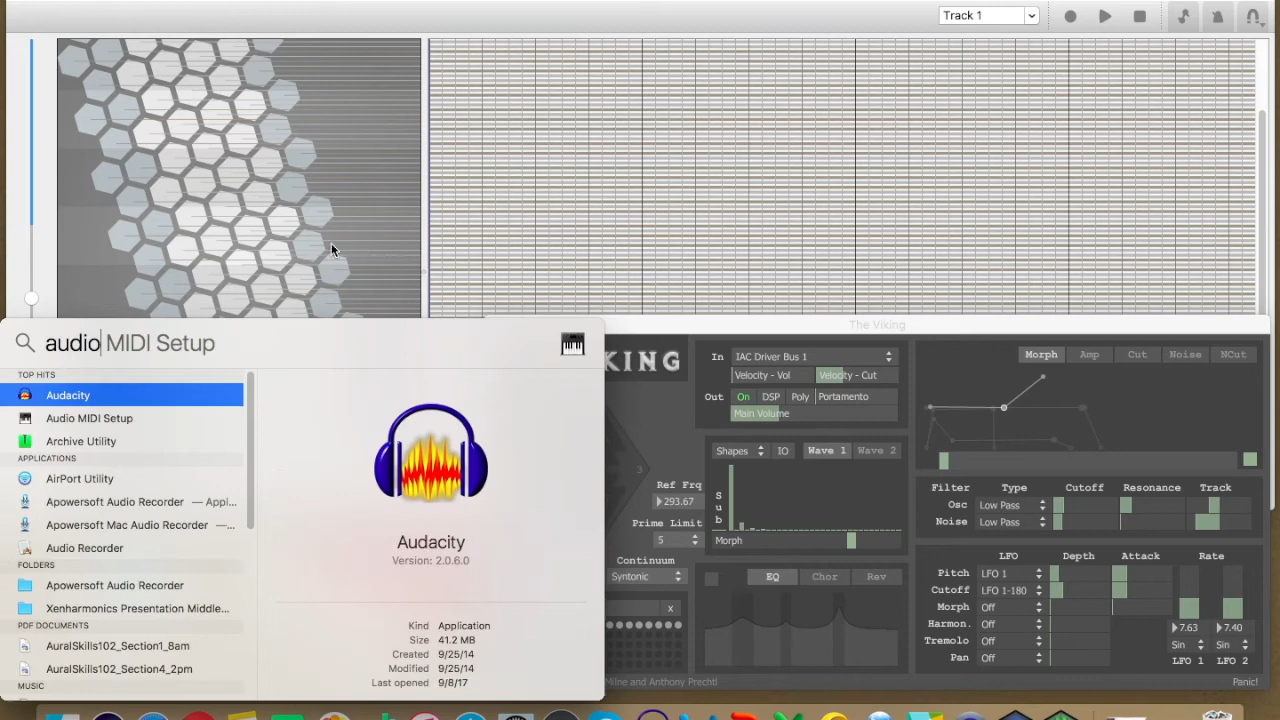 Track 1
audio MIDI Setup
TOP HITS
Audacity
Audio MIDI Setup
Archive Utility
APPLICATIONS
AirPort Utility
Apowersoft Audio Recorder — Appl...
Apowersoft Mac Audio Recorder —...
Audio Recorder
FOLDERS
Apowersoft Audio Recorder
Xenharmonics Presentation Middle...
PDF DOCUMENTS
AuralSkills102_Section1_8am
AuralSkills102_Section4_2pm
MUSIC
Audacity
Version: 2.0.6.0
Kind Application
Size 41.2 MB
Created 9/25/14
Modified 9/25/14
Last opened 9/8/17
The Viking
KING
In IAC Driver Bus 1
Velocity - Vol Velocity - Cut
Out On DSP Poly Portamento
Main Volume
3
Ref Frq
293.67
Prime Limit
5
Continuum
Syntonic
x
Shapes IO Wave 1 Wave 2
Sub
Morph
EQ Chor Rev
Morph Amp Cut Noise NCut
Filter Type Cutoff Resonance Track
Osc Low Pass
Noise Low Pass
LFO Depth Attack Rate
Pitch LFO 1
Cutoff LFO 1-180
Morph Off
Harmon. Off
Tremolo Off
Pan Off
7.63 7.40
Sin Sin
LFO 1 LFO 2
Milne and Anthony Prechtl
Panic!